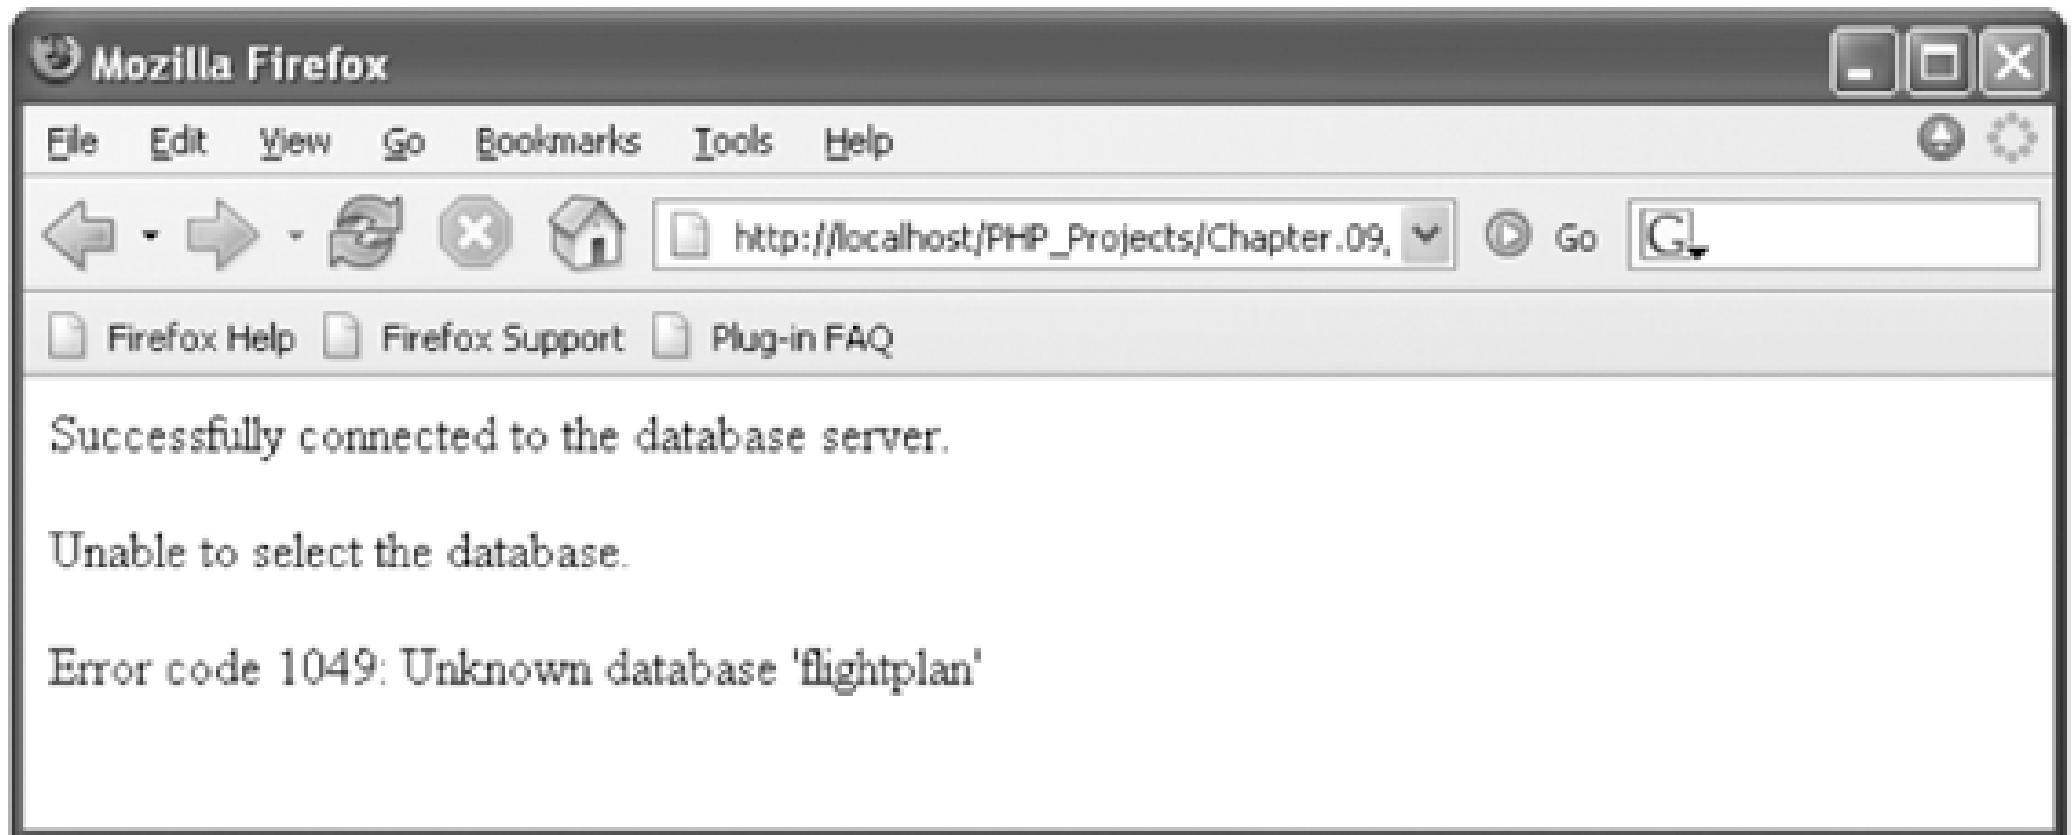 Mozilla Firefox
File Edit View Go Bookmarks Tools Help
http://localhost/PHP_Projects/Chapter.09, Go G
Firefox Help Firefox Support Plug-in FAQ
Successfully connected to the database server.
Unable to select the database.
Error code 1049: Unknown database 'flightplan'